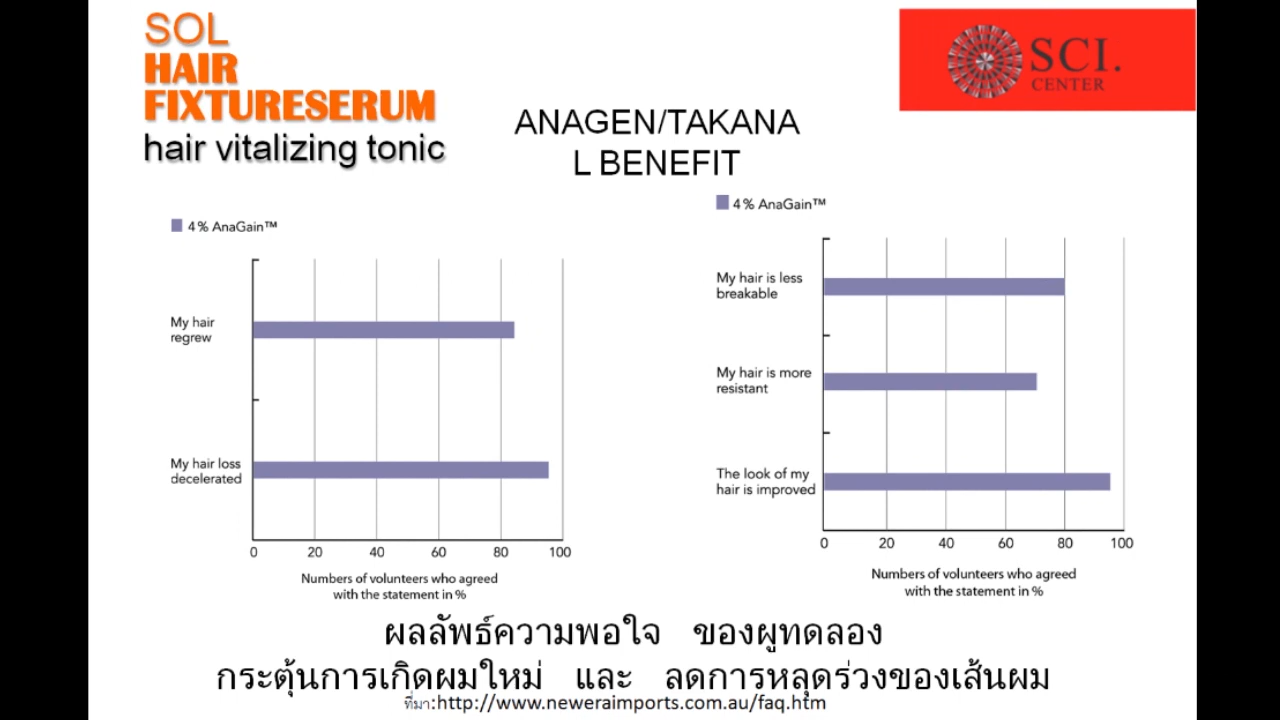 SOL
HAIR
FIXTURESERUM
hair vitalizing tonic
SCI.
CENTER
ANAGEN/TAKANA
L BENEFIT
4% AnaGain™
My hair
regrew
My hair loss
decelerated
0 20 40 60 80 100
Numbers of volunteers who agreed
with the statement in %
4% AnaGain™
My hair is less
breakable
My hair is more
resistant
The look of my
hair is improved
0 20 40 60 80 100
Numbers of volunteers who agreed
with the statement in %
ผลลัพธ์ความพอใจ ของผูทดลอง
กระตุ้นการเกิดผมใหม่ และ ลดการหลุดร่วงของเส้นผม
ที่มา:http://www.neweraimports.com.au/faq.htm